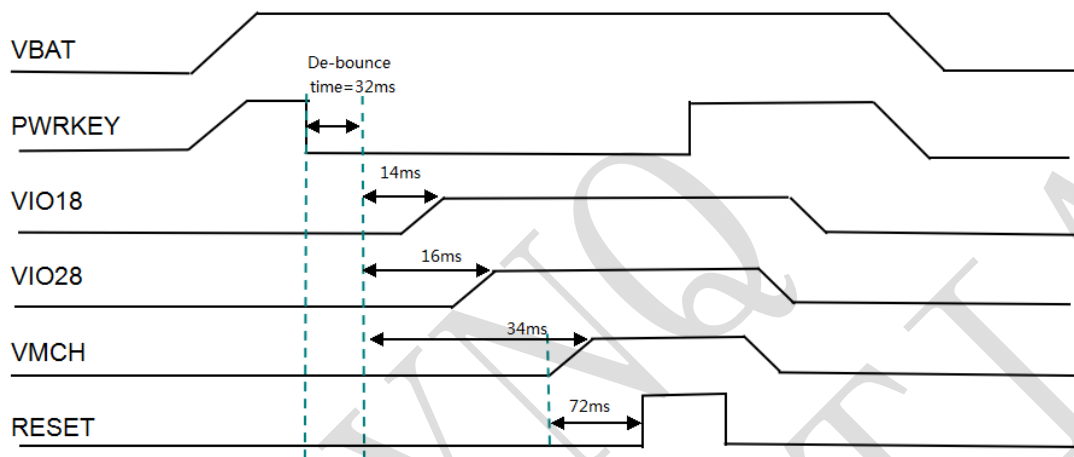 VBAT
De-bounce
time=32ms
PWRKEY
14ms
VIO18
16ms
VIO28
34ms
VMCH
72ms
RESET